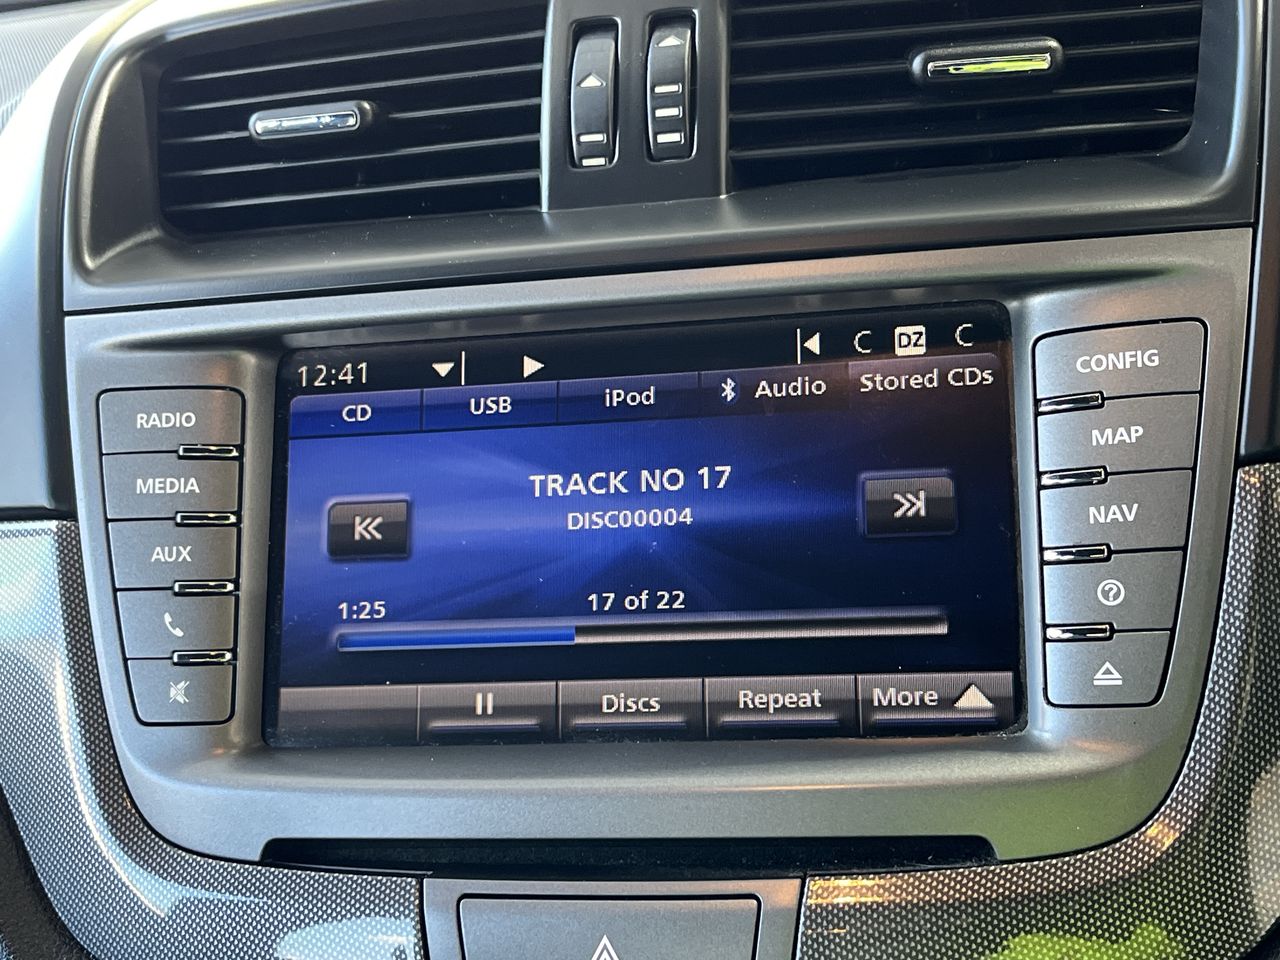 12:41
C DZ C
CD USB iPod Audio Stored CDs
TRACK NO 17
DISC00004
1:25
17 of 22
Discs Repeat More
RADIO
MEDIA
AUX
CONFIG
MAP
NAV
?